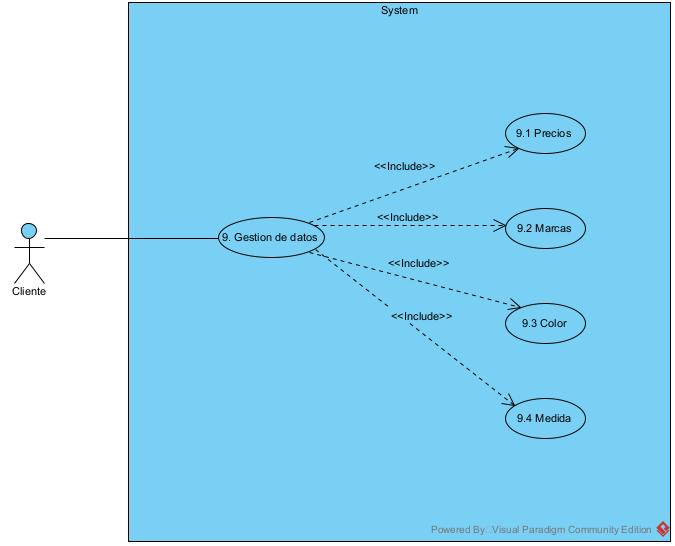 System
9.1 Precios
<<Include>>
<<Include>>
9.2 Marcas
9. Gestion de datos
<<Include>>
Cliente
<<Include>>
9.3 Color
9.4 Medida
Powered By Visual Paradigm Community Edition